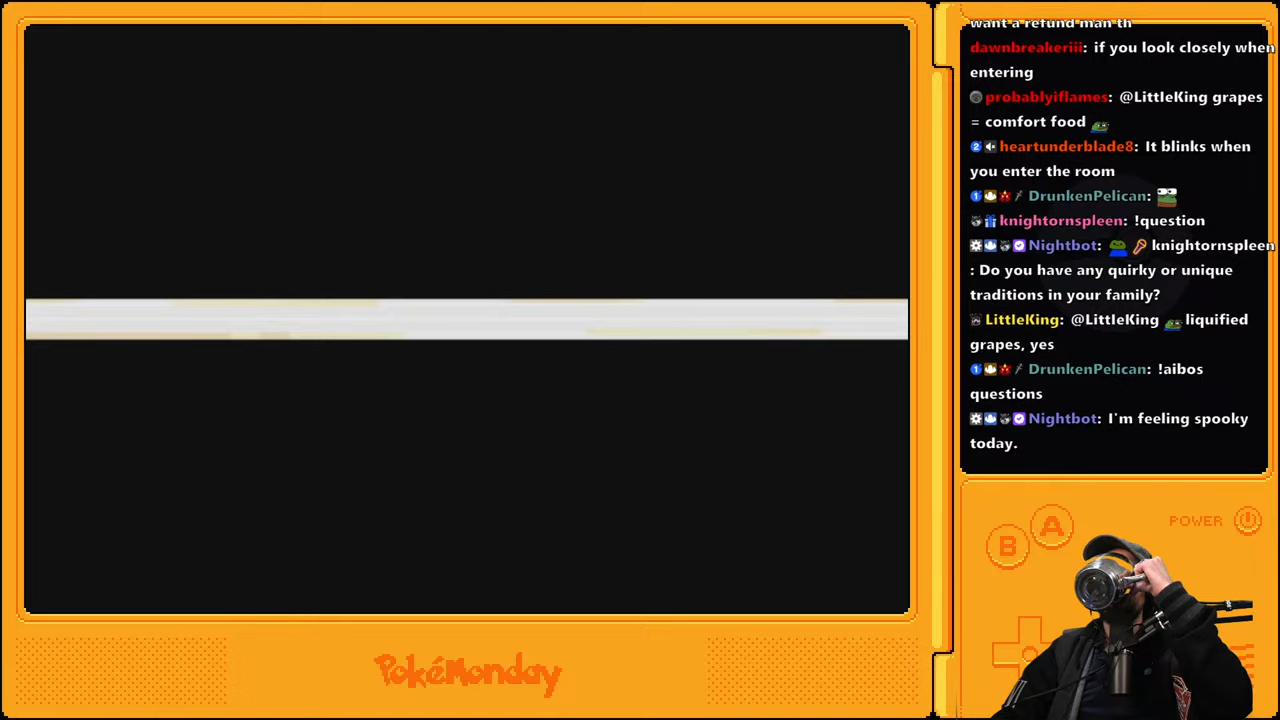 want a refund man th
dawnbreakeriii: if you look closely when
entering
probablyiflames: @LittleKing grapes
= comfort food
heartunderblade8: It blinks when
you enter the room
DrunkenPelican:
knightornspleen: !question
Nightbot: knightornspleen
: Do you have any quirky or unique
traditions in your family?
LittleKing: @LittleKing liquified
grapes, yes
DrunkenPelican: !aibos
questions
Nightbot: I'm feeling spooky
today.
POWER
A
B
PokéMonday